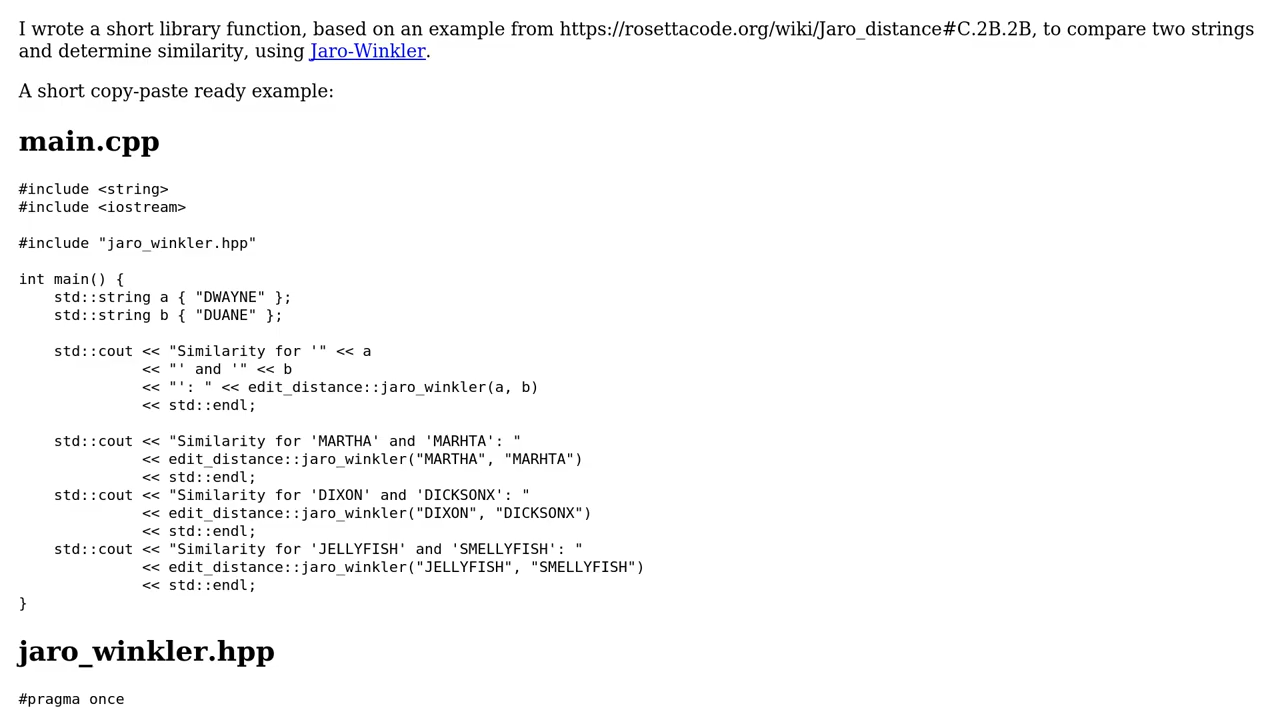 I wrote a short library function, based on an example from https://rosettacode.org/wiki/Jaro_distance#C.2B.2B, to compare two strings
and determine similarity, using Jaro-Winkler.
A short copy-paste ready example:
main.cpp
#include <string>
#include <iostream>
#include "jaro_winkler.hpp"
int main() {
    std::string a { "DWAYNE" };
    std::string b { "DUANE" };
    std::cout << "Similarity for '" << a
              << "' and '" << b
              << "': " << edit_distance::jaro_winkler(a, b)
              << std::endl;
    std::cout << "Similarity for 'MARTHA' and 'MARHTA': "
              << edit_distance::jaro_winkler("MARTHA", "MARHTA")
              << std::endl;
    std::cout << "Similarity for 'DIXON' and 'DICKSONX': "
              << edit_distance::jaro_winkler("DIXON", "DICKSONX")
              << std::endl;
    std::cout << "Similarity for 'JELLYFISH' and 'SMELLYFISH': "
              << edit_distance::jaro_winkler("JELLYFISH", "SMELLYFISH")
              << std::endl;
}
jaro_winkler.hpp
#pragma once